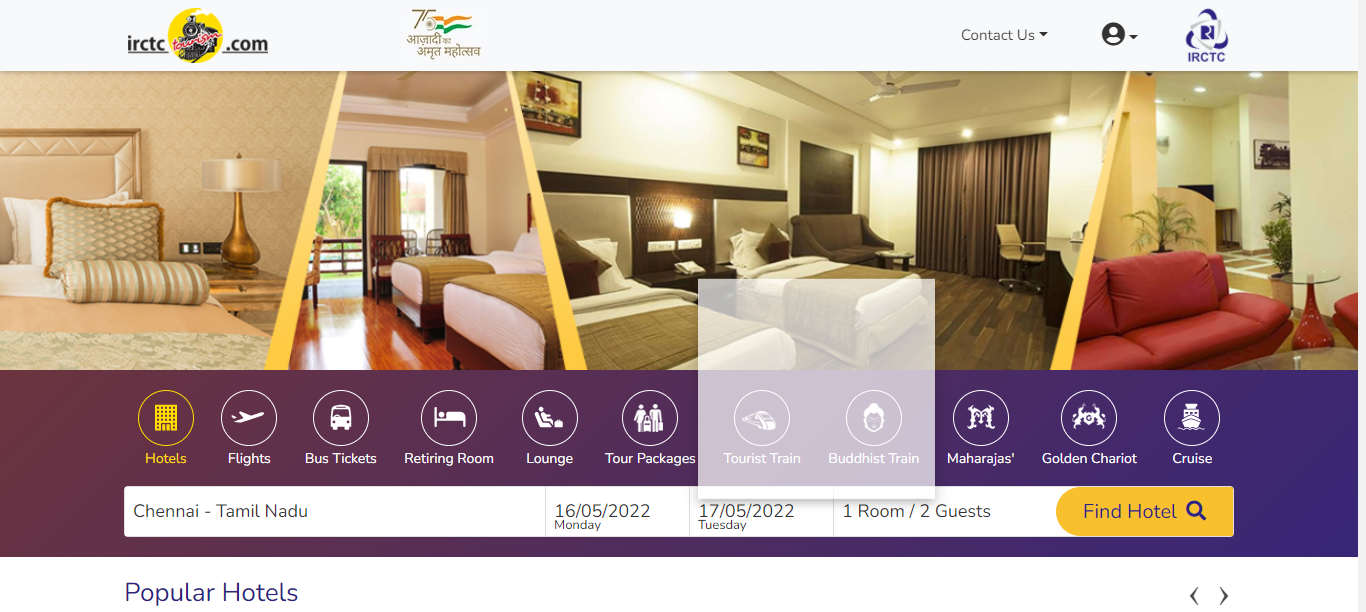 irctc tourism .com
75
आज़ादी का
अमृत महोत्सव
Contact Us
IRCTC
Hotels
Flights
Bus Tickets
Retiring Room
Lounge
Tour Packages
Tourist Train
Buddhist Train
Maharajas'
Golden Chariot
Cruise
Chennai - Tamil Nadu
16/05/2022
Monday
17/05/2022
Tuesday
1 Room / 2 Guests
Find Hotel
Popular Hotels